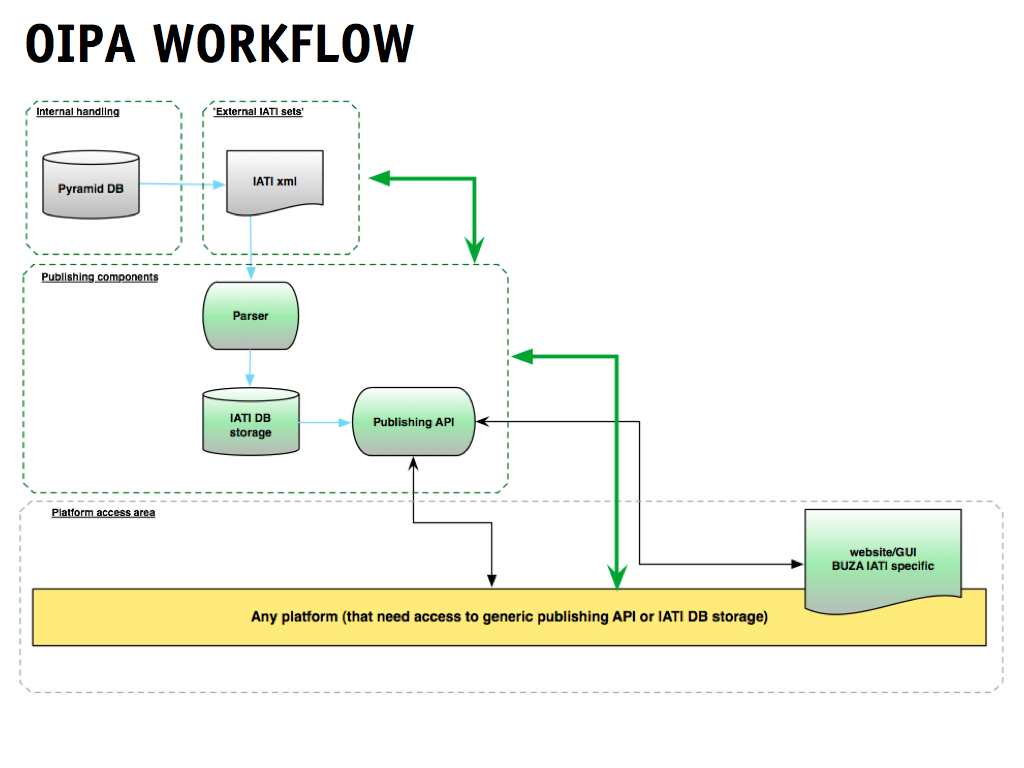 OIPA WORKFLOW
Internal handling
'External IATI sets'
Pyramid DB
IATI xml
Publishing components
Parser
IATI DB
storage
Publishing API
Platform access area
website/GUI
BUZA IATI specific
Any platform (that need access to generic publishing API or IATI DB storage)